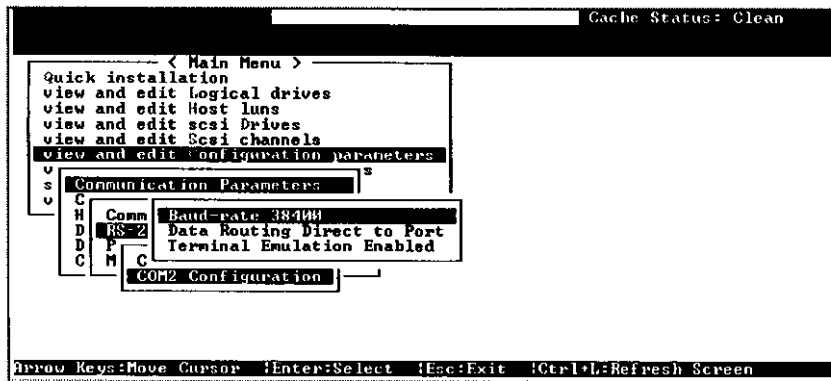 Cache Status: Clean
< Main Menu >
Quick installation
view and edit Logical drives
view and edit Host luns
view and edit scsi Drives
view and edit Scsi channels
view and edit Configuration parameters
v s
s Communication Parameters
v C
H Comm Baud-rate 38400
D RS-2 Data Routing Direct to Port
D P Terminal Emulation Enabled
C M C
COM2 Configuration
Arrow Keys:Move Cursor |Enter:Select |Esc:Exit |Ctrl+L:Refresh Screen